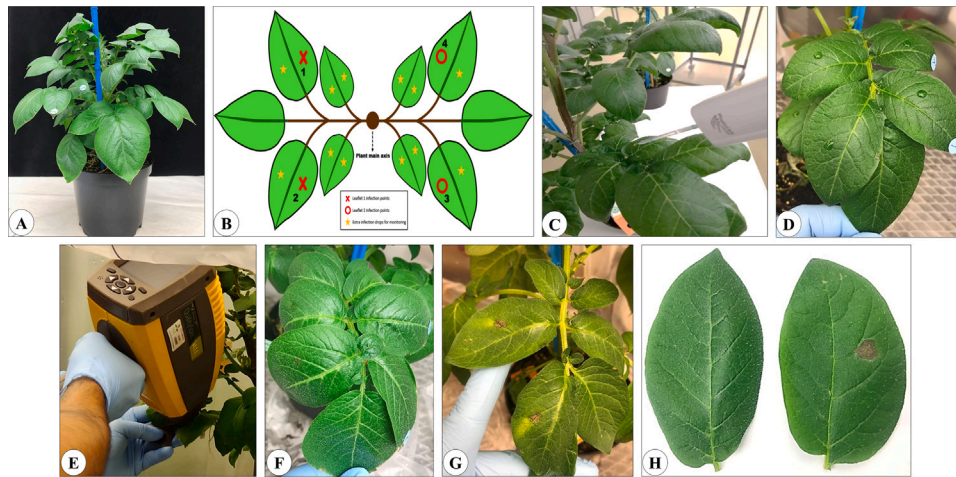 A
4
1
Plant main axis
2
3
Leaflet 1 infection points
Leaflet 2 infection points
Extra infection drops for monitoring
B
C
D
E
F
G
H